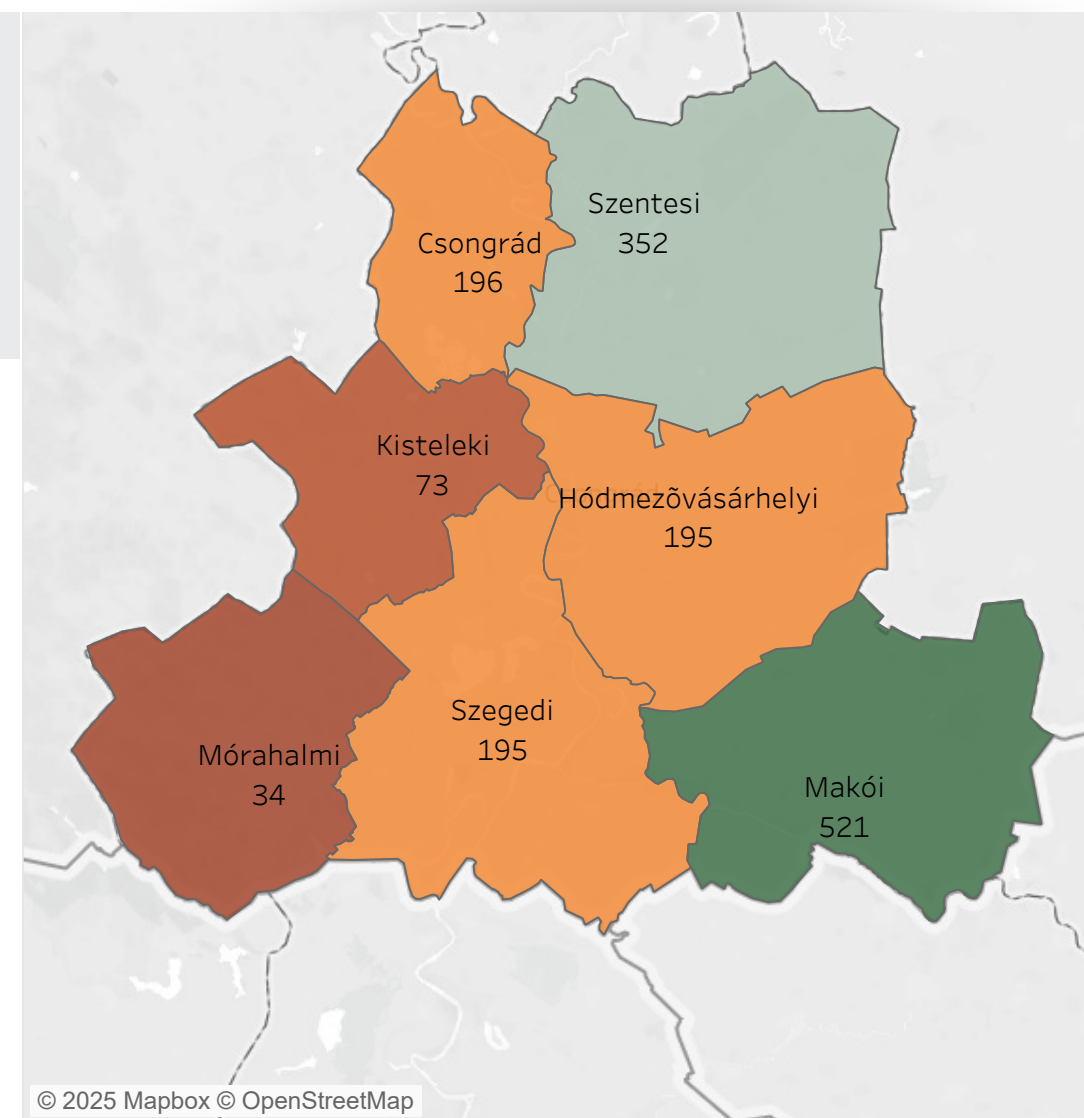 Szentesi
352
Csongrád
196
Kisteleki
73
Hódmezõvásárhelyi
195
Szegedi
195
Mórahalmi
34
Makói
521
© 2025 Mapbox © OpenStreetMap